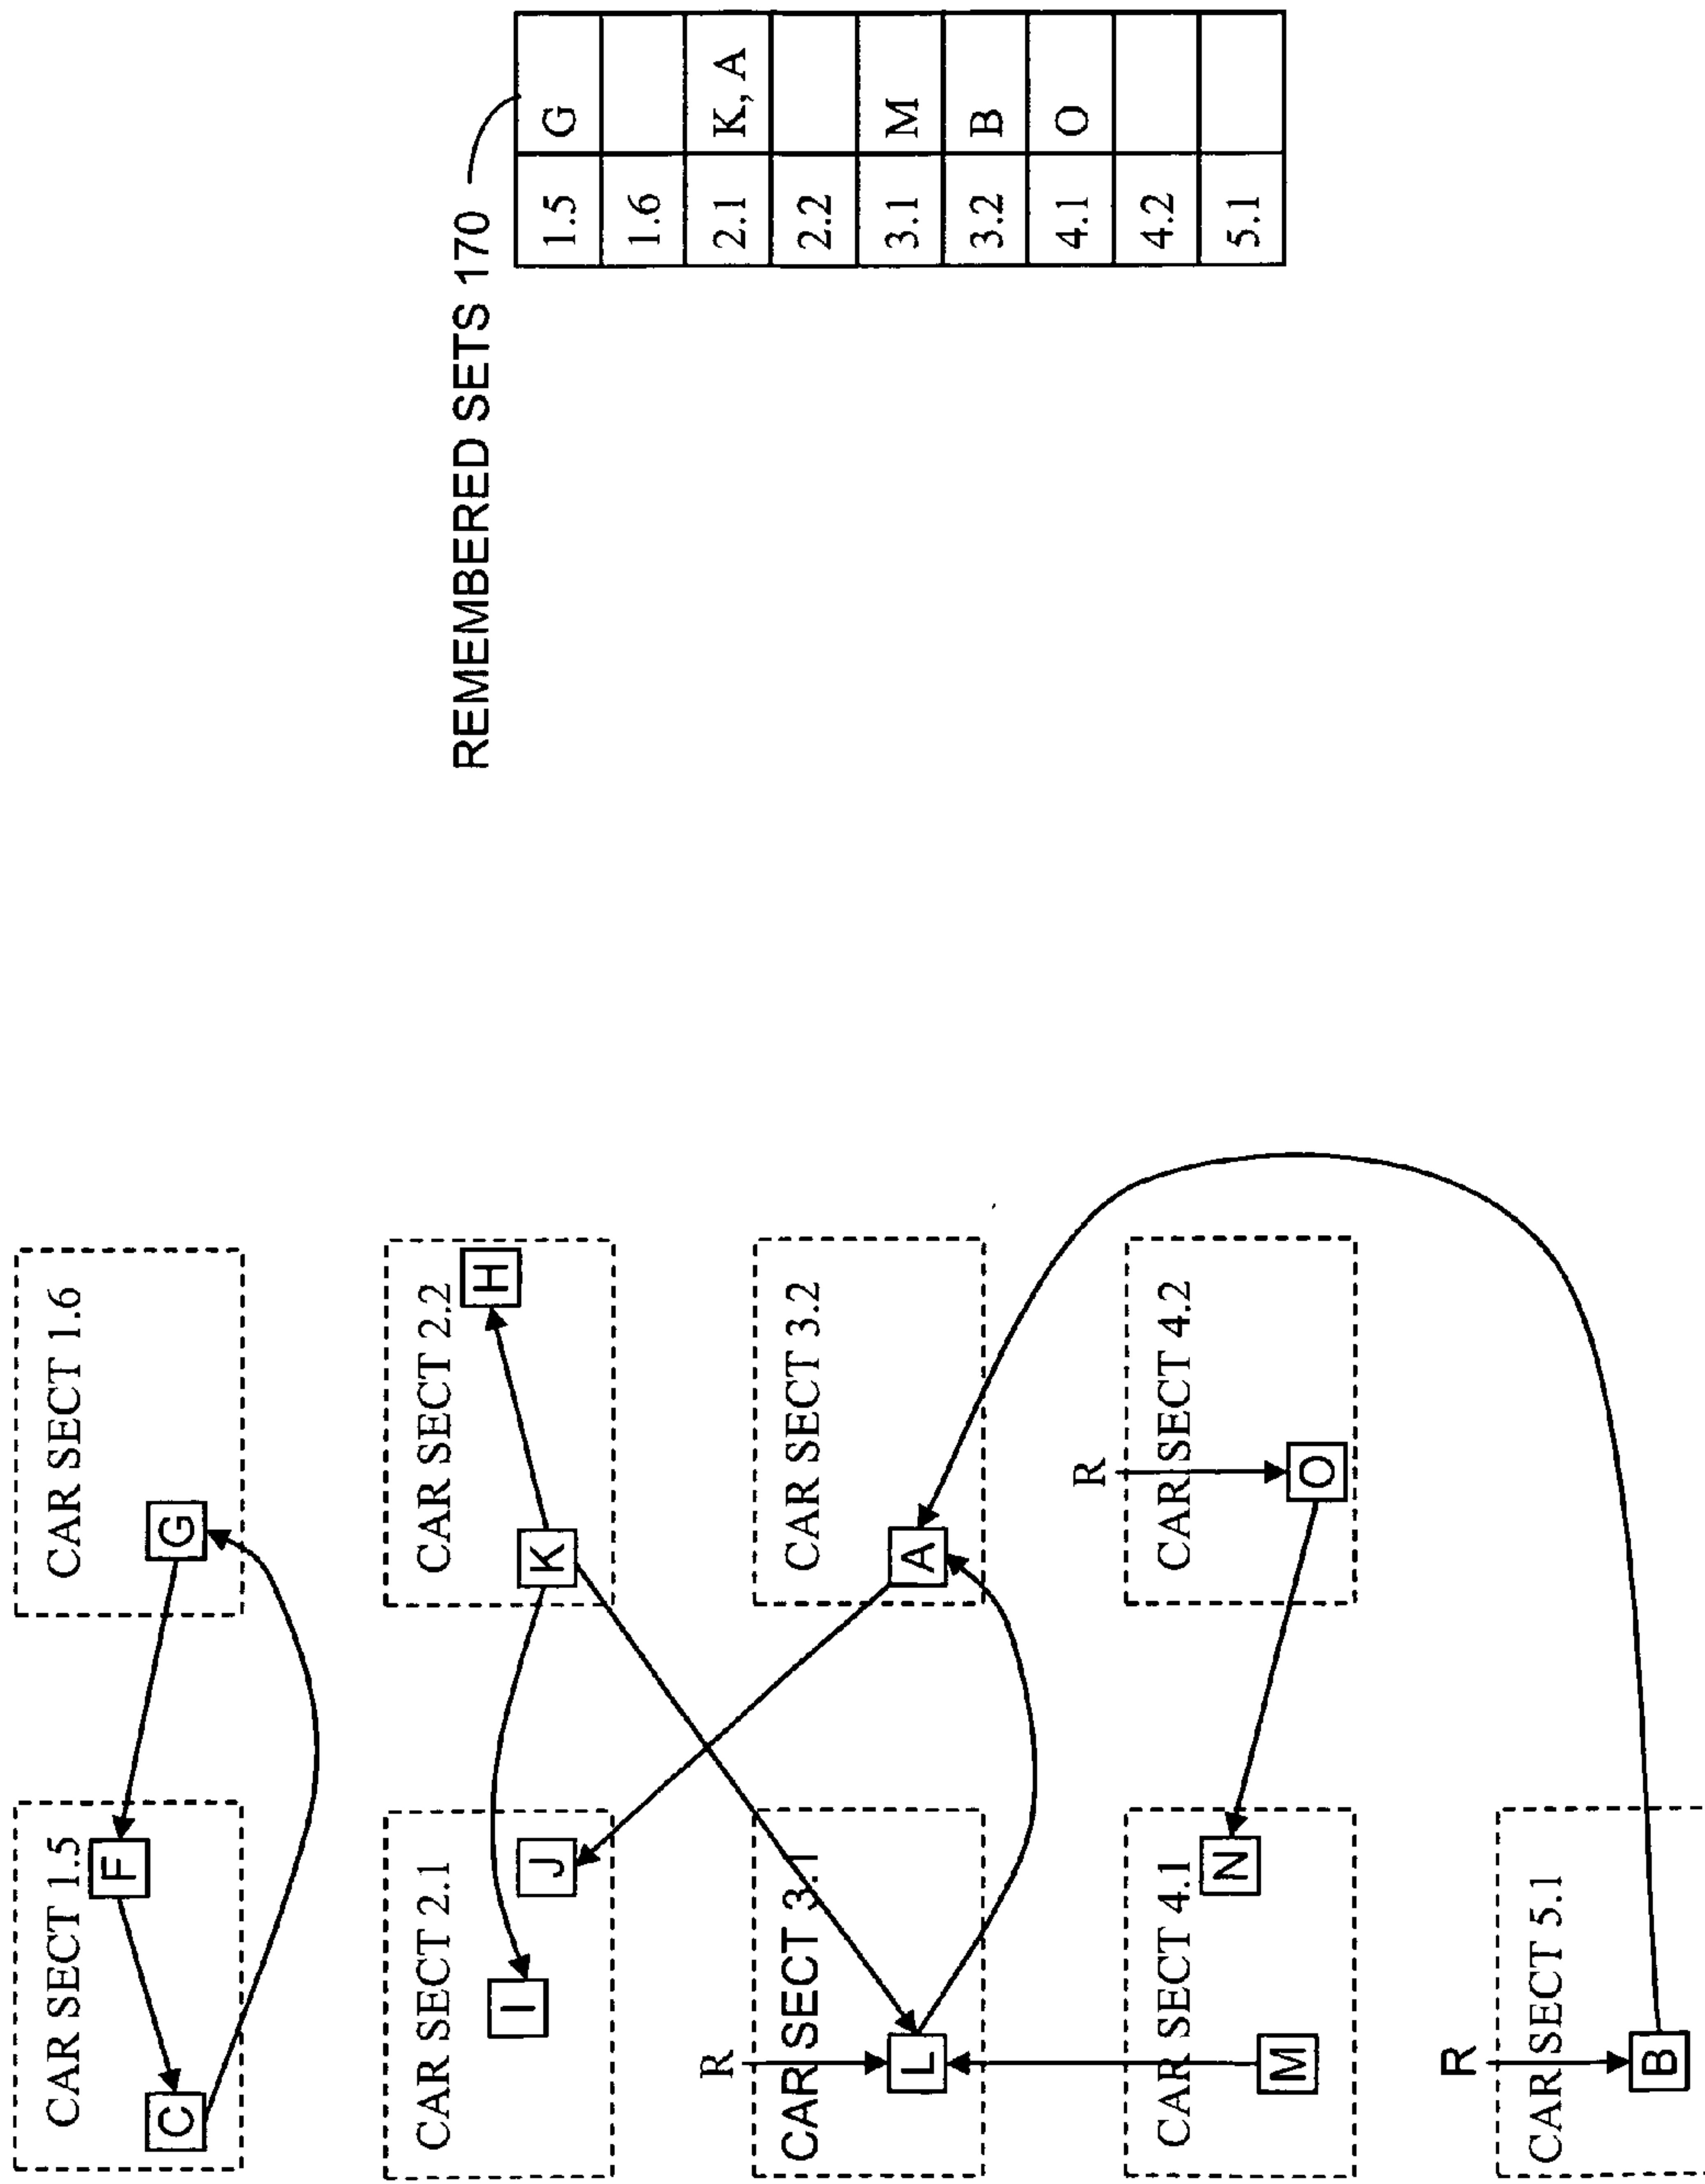 CAR SECT 1.5
F
C
CAR SECT 1.6
G
CAR SECT 2.1
I
J
CAR SECT 2.2
K
H
R
CAR SECT 3.1
L
CAR SECT 3.2
A
CAR SECT 4.1
M
N
R
CAR SECT 4.2
O
R
CAR SECT 5.1
B
REMEMBERED SETS 170
1.5 G
1.6
2.1 K, A
2.2
3.1 M
3.2 B
4.1 O
4.2
5.1